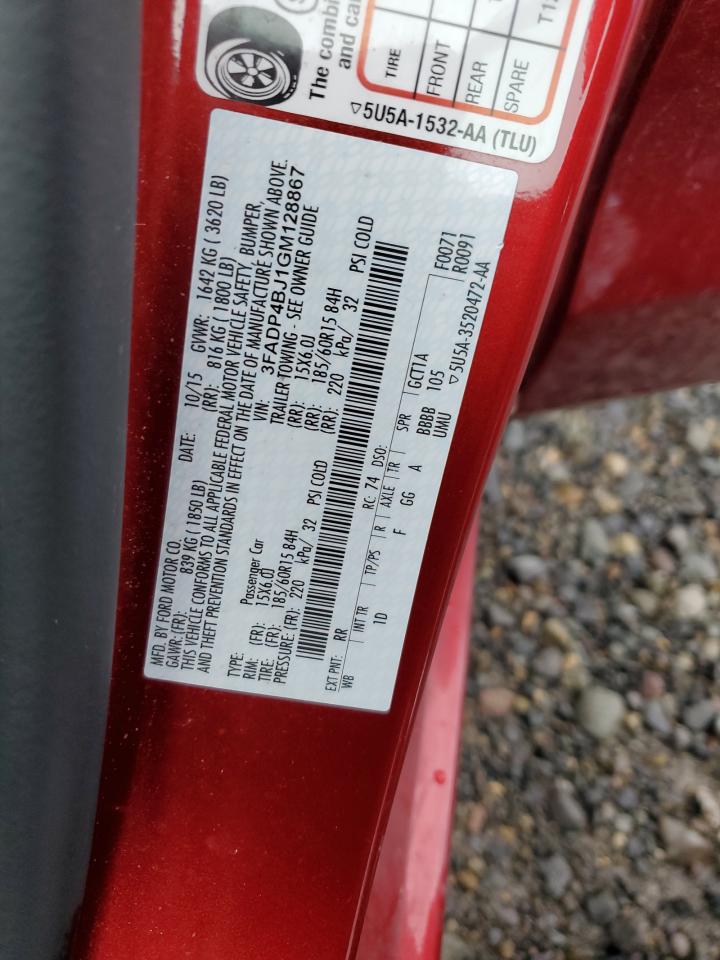 The combi
and ca
TIRE
FRONT
REAR
SPARE
▽5U5A-1532-AA (TLU)
MFD. BY FORD MOTOR CO.
DATE: 10/15 GVWR: 1642 KG ( 3620 LB)
GAWR: (FR): 839 KG ( 1850 LB) (RR): 816 KG ( 1800 LB)
THIS VEHICLE CONFORMS TO ALL APPLICABLE FEDERAL MOTOR VEHICLE SAFETY, BUMPER,
AND THEFT PREVENTION STANDARDS IN EFFECT ON THE DATE OF MANUFACTURE SHOWN ABOVE.
VIN: 3FADP4BJ1GM128867
TYPE: Passenger Car TRAILER TOWING - SEE OWNER GUIDE
RIM: (FR): 15X6.0J (RR): 15X6.0J
TIRE: (FR): 185/60R15 84H (RR): 185/60R15 84H
PRESSURE: (FR): 220 kPa/ 32 PSI COLD (RR): 220 kPa/ 32 PSI COLD
EXT PNT: RR RC: 74 DSO: F0071
WB INT TR TP/PS R AXLE TR SPR R0091
1D F GG A BBBB GCT1A
UMU 105
▽5U5A-3520472-AA